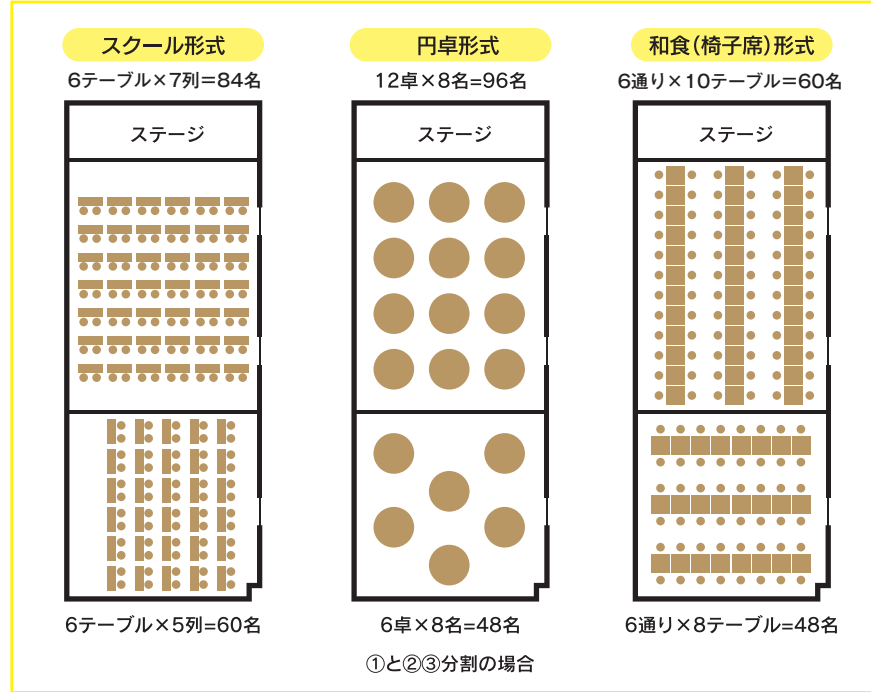 スクール形式
6テーブル×7列=84名
ステージ
6テーブル×5列=60名
円卓形式
12卓×8名=96名
ステージ
6卓×8名=48名
和食(椅子席)形式
6通り×10テーブル=60名
ステージ
6通り×8テーブル=48名
①と②③分割の場合